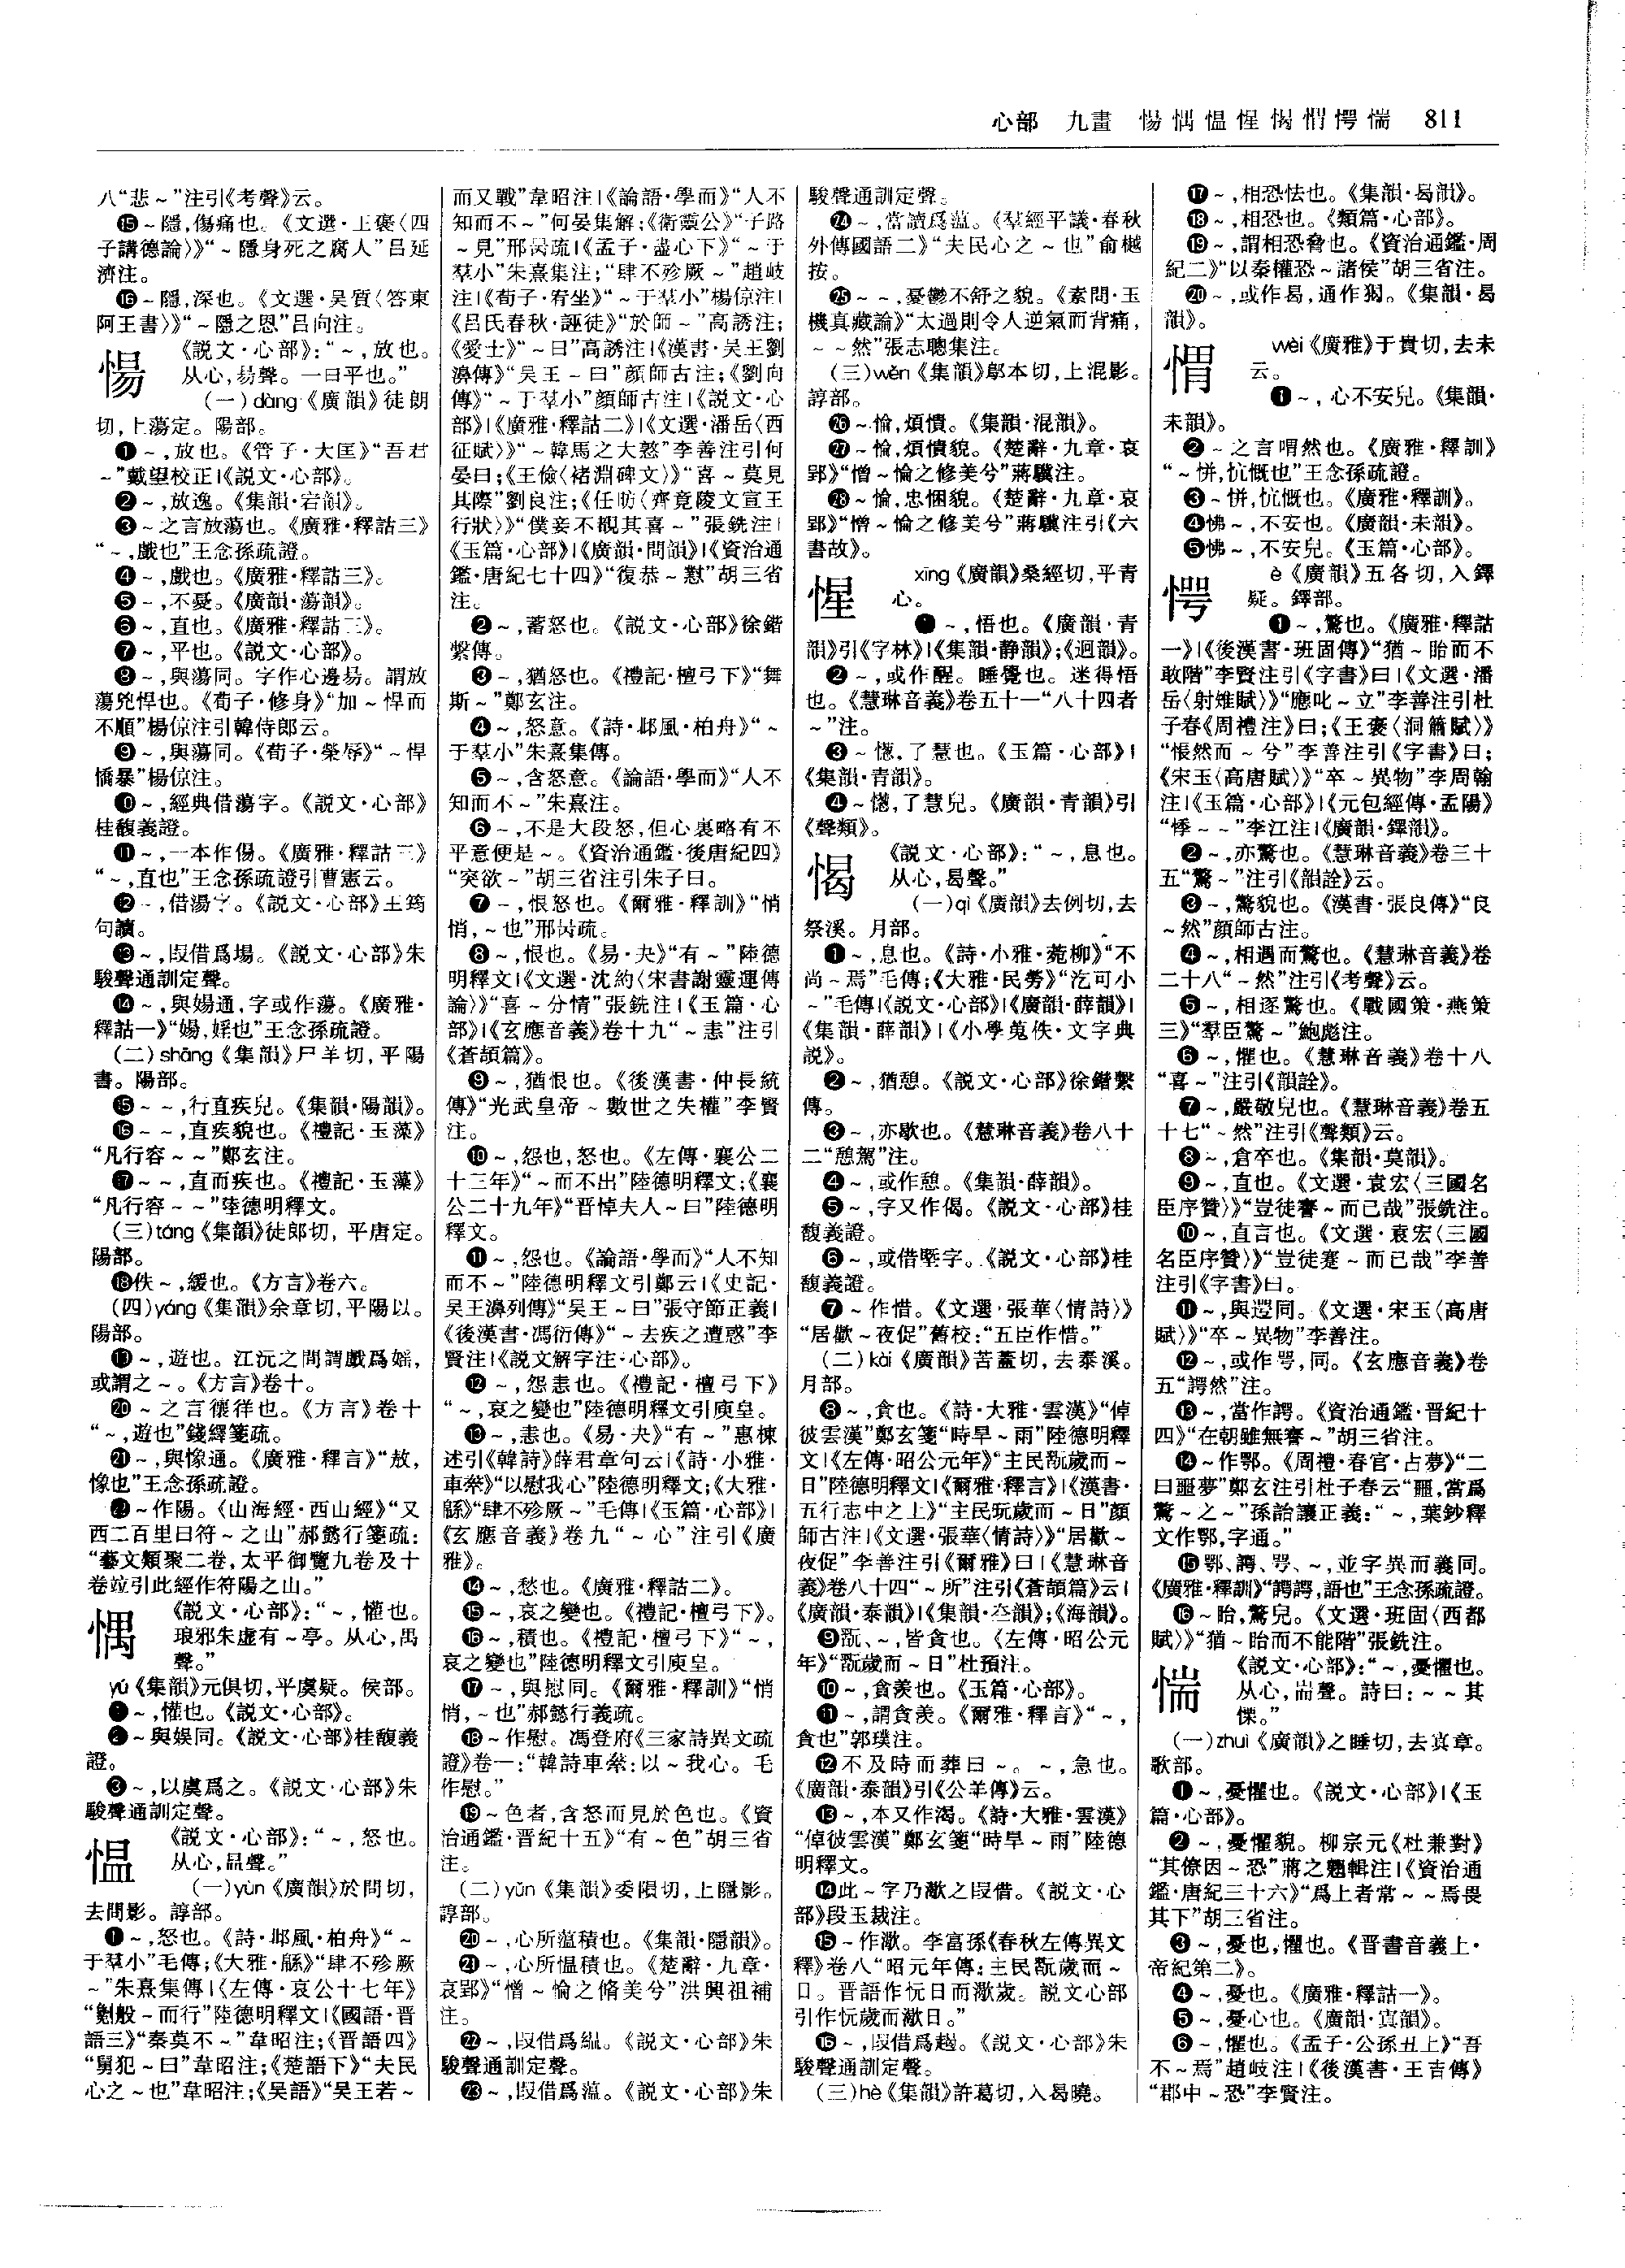 心部 九畫 惕愚愠惺愒愲愕惴 811
八“悲～”注引《考聲》云。
⓯～隱,傷痛也。《文選·王褒〈四
子講德論〉》“～隱身死之腐人”吕延
濟注。
⓰～隱,深也。《文選·吴質〈答東
阿王書〉》“～隱之恩”吕向注。
愓
《説文·心部》:“～,放也。
从心,昜聲。一曰平也。”
(一)dàng《廣韻》徒朗
切,上蕩定。陽部。
❶～,放也。《管子·大匡》“吾君
～”戴望校正|《説文·心部》。
❷～,放逸。《集韻·宕韻》。
❸～之言放蕩也。《廣雅·釋詁三》
“～,戲也”王念孫疏證。
❹～,戲也。《廣雅·釋詁三》。
❺～,不憂。《廣韻·蕩韻》。
❻～,直也。《廣雅·釋詁三》。
❼～,平也。《説文·心部》。
❽～,與蕩同。字作心邊昜。謂放
蕩兇悍也。《荀子·修身》“加～悍而
不順”楊倞注引韓侍郎云。
❾～,與蕩同。《荀子·榮辱》“～悍
憍暴”楊倞注。
❿～,經典借蕩字。《説文·心部》
桂馥義證。
⓫～,一本作偒。《廣雅·釋詁三》
“～,直也”王念孫疏證引曹憲云。
⓬～,借湯字。《説文·心部》王筠
句讀。
⓭～,叚借爲場。《説文·心部》朱
駿聲通訓定聲。
⓮～,與婸通,字或作蕩。《廣雅·
釋詁一》“婸,婬也”王念孫疏證。
(二)shāng《集韻》尸羊切,平陽
書。陽部。
⓯～～,行直疾皃。《集韻·陽韻》。
⓰～～,直疾貌也。《禮記·玉藻》
“凡行容～～”鄭玄注。
⓱～～,直而疾也。《禮記·玉藻》
“凡行容～～”陸德明釋文。
(三)táng《集韻》徒郎切,平唐定。
陽部。
⓲佚～,緩也。《方言》卷六。
(四)yáng《集韻》余章切,平陽以。
陽部。
⓳～,遊也。江沅之間謂戲爲媱,
或謂之～。《方言》卷十。
⓴～之言忀徉也。《方言》卷十
“～,遊也”錢繹箋疏。
㉑～,與憿通。《廣雅·釋言》“敖,
憿也”王念孫疏證。
㉒～作陽。《山海經·西山經》“又
西二百里曰符～之山”郝懿行箋疏:
“藝文類聚二卷,太平御覽九卷及十
卷竝引此經作符陽之山。”
愚
《説文·心部》:“～,懽也。
琅邪朱虚有～亭。从心,禺
聲。”
yú《集韻》元俱切,平虞疑。侯部。
❶～,懽也。《説文·心部》。
❷～與娱同。《説文·心部》桂馥義
證。
❸～,以虞爲之。《説文·心部》朱
駿聲通訓定聲。
愠
《説文·心部》:“～,怒也。
从心,昷聲。”
(一)yùn《廣韻》於問切,
去問影。諄部。
❶～,怒也。《詩·邶風·柏舟》“～
于羣小”毛傳;《大雅·緜》“肆不殄厥
～”朱熹集傳|《左傳·哀公十七年》
“魁般～而行”陸德明釋文|《國語·晉
語三》“秦莫不～”韋昭注;《晉語四》
“舅犯～曰”韋昭注;《楚語下》“夫民
心之～也”韋昭注;《吴語》“吴王若～
而又戰”韋昭注|《論語·學而》“人不
知而不～”何晏集解;《衛靈公》“子路
～見”邢昺疏|《孟子·盡心下》“～于
羣小”朱熹集注;“肆不殄厥～”趙岐
注|《荀子·宥坐》“～于羣小”楊倞注|
《吕氏春秋·誣徒》“於師～”高誘注;
《愛士》“～曰”高誘注|《漢書·吴王劉
濞傳》“吴王～曰”顔師古注;《劉向
傳》“～于羣小”顔師古注|《説文·心
部》|《廣雅·釋詁二》|《文選·潘岳〈西
征賦〉》“～韓馬之大憝”李善注引何
晏曰;《王儉〈褚淵碑文〉》“喜～莫見
其際”劉良注;《任昉〈齊竟陵文宣王
行狀〉》“僕妾不覩其喜～”張銑注|
《玉篇·心部》|《廣韻·問韻》|《資治通
鑑·唐紀七十四》“復恭～懟”胡三省
注。
❷～,蓄怒也。《説文·心部》徐鍇
繫傳。
❸～,猶怒也。《禮記·檀弓下》“舞
斯～”鄭玄注。
❹～,怒意。《詩·邶風·柏舟》“～
于羣小”朱熹集傳。
❺～,含怒意。《論語·學而》“人不
知而不～”朱熹注。
❻～,不是大段怒,但心裏略有不
平意便是～。《資治通鑑·後唐紀四》
“突欲～”胡三省注引朱子曰。
❼～,恨怒也。《爾雅·釋訓》“悄
悄,～也”邢昺疏。
❽～,恨也。《易·夬》“有～”陸德
明釋文|《文選·沈約〈宋書謝靈運傳
論〉》“喜～分情”張銑注|《玉篇·心
部》|《玄應音義》卷十九“～恚”注引
《蒼頡篇》。
❾～,猶恨也。《後漢書·仲長統
傳》“光武皇帝～數世之失權”李賢
注。
❿～,怨也,怒也。《左傳·襄公二
十三年》“～而不出”陸德明釋文;《襄
公二十九年》“晉悼夫人～曰”陸德明
釋文。
⓫～,怨也。《論語·學而》“人不知
而不～”陸德明釋文引鄭云|《史記·
吴王濞列傳》“吴王～曰”張守節正義|
《後漢書·馮衍傳》“～去疾之遭惑”李
賢注|《説文解字注·心部》。
⓬～,怨恚也。《禮記·檀弓下》
“～,哀之變也”陸德明釋文引庾皇。
⓭～,恚也。《易·夬》“有～”惠棟
述引《韓詩》薛君章句云|《詩·小雅·
車舝》“以慰我心”陸德明釋文;《大雅·
緜》“肆不殄厥～”毛傳|《玉篇·心部》|
《玄應音義》卷九“～心”注引《廣
雅》。
⓮～,愁也。《廣雅·釋詁二》。
⓯～,哀之變也。《禮記·檀弓下》。
⓰～,積也。《禮記·檀弓下》“～,
哀之變也”陸德明釋文引庾皇。
⓱～,與愻同。《爾雅·釋訓》“悄
悄,～也”郝懿行義疏。
⓲～作慰。馮登府《三家詩異文疏
證》卷一:“韓詩車舝:以～我心。毛
作慰。”
⓳～色者,含怒而見於色也。《資
治通鑑·晉紀十五》“有～色”胡三省
注。
(二)yǔn《集韻》委隕切,上隱影。
諄部。
⓴～,心所藴積也。《集韻·隱韻》。
㉑～,心所愠積也。《楚辭·九章·
哀郢》“憎～惀之脩美兮”洪興祖補
注。
㉒～,叚借爲緼。《説文·心部》朱
駿聲通訓定聲。
㉓～,叚借爲薀。《説文·心部》朱
駿聲通訓定聲。
㉔～,當讀爲藴。《羣經平議·春秋
外傳國語二》“夫民心之～也”俞樾
按。
㉕～～,憂鬱不舒之貌。《素問·玉
機真藏論》“太過則令人逆氣而背痛,
～～然”張志聰集注。
(三)wěn《集韻》鄔本切,上混影。
諄部。
㉖～惀,煩憒。《集韻·混韻》。
㉗～惀,煩憒貌。《楚辭·九章·哀
郢》“憎～惀之修美兮”蔣驥注。
㉘～惀,忠悃貌。《楚辭·九章·哀
郢》“憎～惀之修美兮”蔣驥注引《六
書故》。
惺
xīng《廣韻》桑經切,平青
心。
❶～,悟也。《廣韻·青
韻》引《字林》|《集韻·静韻》;《迥韻》。
❷～,或作醒。睡覺也。迷得悟
也。《慧琳音義》卷五十一“八十四者
～”注。
❸～憽,了慧也。《玉篇·心部》|
《集韻·青韻》。
❹～憽,了慧皃。《廣韻·青韻》引
《聲類》。
愒
《説文·心部》:“～,息也。
从心,曷聲。”
(一)qì《廣韻》去例切,去
祭溪。月部。
❶～,息也。《詩·小雅·菀柳》“不
尚～焉”毛傳;《大雅·民勞》“汔可小
～”毛傳|《説文·心部》|《廣韻·薛韻》|
《集韻·薛韻》|《小學蒐佚·文字典
説》。
❷～,猶憩。《説文·心部》徐鍇繫
傳。
❸～,亦歇也。《慧琳音義》卷八十
二“憩駕”注。
❹～,或作憩。《集韻·薛韻》。
❺～,字又作偈。《説文·心部》桂
馥義證。
❻～,或借塈字。《説文·心部》桂
馥義證。
❼～作惜。《文選·張華〈情詩〉》
“居歡～夜促”舊校:“五臣作惜。”
(二)kài《廣韻》苦蓋切,去泰溪。
月部。
❽～,貪也。《詩·大雅·雲漢》“倬
彼雲漢”鄭玄箋“時旱～雨”陸德明釋
文|《左傳·昭公元年》“主民翫歲而～
日”陸德明釋文|《爾雅·釋言》|《漢書·
五行志中之上》“主民玩歲而～日”顔
師古注|《文選·張華〈情詩〉》“居歡～
夜促”李善注引《爾雅》曰|《慧琳音
義》卷八十四“～所”注引《蒼頡篇》云|
《廣韻·泰韻》|《集韻·夳韻》;《海韻》。
❾翫、～,皆貪也。《左傳·昭公元
年》“翫歲而～日”杜預注。
❿～,貪羨也。《玉篇·心部》。
⓫～,謂貪羨。《爾雅·釋言》“～,
貪也”郭璞注。
⓬不及時而葬曰～。～,急也。
《廣韻·泰韻》引《公羊傳》云。
⓭～,本又作渴。《詩·大雅·雲漢》
“倬彼雲漢”鄭玄箋“時旱～雨”陸德
明釋文。
⓮此～字乃㵣之叚借。《説文·心
部》段玉裁注。
⓯～作㵣。李富孫《春秋左傳異文
釋》卷八“昭元年傳:主民翫歲而～
日。晉語作忨日而㵣歲。説文心部
引作忨歲而㵣日。”
⓰～,叚借爲趨。《説文·心部》朱
駿聲通訓定聲。
(三)hè《集韻》許葛切,入曷曉。
⓱～,相恐怯也。《集韻·曷韻》。
⓲～,相恐也。《類篇·心部》。
⓳～,謂相恐脅也。《資治通鑑·周
紀二》“以秦權恐～諸侯”胡三省注。
⓴～,或作曷,通作猲。《集韻·曷
韻》。
㥜
wèi《廣雅》于貴切,去未
云。
❶～,心不安皃。《集韻·
未韻》。
❷～之言喟然也。《廣雅·釋訓》
“～恲,忼慨也”王念孫疏證。
❸～恲,忼慨也。《廣雅·釋訓》。
❹怫～,不安也。《廣韻·未韻》。
❺怫～,不安皃。《玉篇·心部》。
愕
è《廣韻》五各切,入鐸
疑。鐸部。
❶～,驚也。《廣雅·釋詁
一》|《後漢書·班固傳》“猶～眙而不
敢階”李賢注引《字書》曰|《文選·潘
岳〈射雉賦〉》“應叱～立”李善注引杜
子春《周禮注》曰;《王褒〈洞簫賦〉》
“悵然而～兮”李善注引《字書》曰;
《宋玉〈高唐賦〉》“卒～異物”李周翰
注|《玉篇·心部》|《元包經傳·孟陽》
“悸～～”李江注|《廣韻·鐸韻》。
❷～,亦驚也。《慧琳音義》卷三十
五“驚～”注引《韻詮》云。
❸～,驚貌也。《漢書·張良傳》“良
～然”顔師古注。
❹～,相遇而驚也。《慧琳音義》卷
二十八“～然”注引《考聲》云。
❺～,相逐驚也。《戰國策·燕策
三》“羣臣驚～”鮑彪注。
❻～,懼也。《慧琳音義》卷十八
“喜～”注引《韻詮》。
❼～,嚴敬皃也。《慧琳音義》卷五
十七“～然”注引《聲類》云。
❽～,倉卒也。《集韻·莫韻》。
❾～,直也。《文選·袁宏〈三國名
臣序贊〉》“豈徒謇～而已哉”張銑注。
❿～,直言也。《文選·袁宏〈三國
名臣序贊〉》“豈徒蹇～而已哉”李善
注引《字書》曰。
⓫～,與遌同。《文選·宋玉〈高唐
賦〉》“卒～異物”李善注。
⓬～,或作咢,同。《玄應音義》卷
五“諤然”注。
⓭～,當作諤。《資治通鑑·晉紀十
四》“在朝雖無謇～”胡三省注。
⓮～作鄂。《周禮·春官·占夢》“二
曰噩夢”鄭玄注引杜子春云“噩,當爲
驚～之～”孫詒讓正義:“～,葉鈔釋
文作鄂,字通。”
⓯鄂、諤、咢、～,並字異而義同。
《廣雅·釋訓》“諤諤,語也”王念孫疏證。
⓰～眙,驚皃。《文選·班固〈西都
賦〉》“猶～眙而不能階”張銑注。
惴
《説文·心部》:“～,憂懼也。
从心,耑聲。詩曰:～～其
慄。”
(一)zhuì《廣韻》之睡切,去寘章。
歌部。
❶～,憂懼也。《説文·心部》|《玉
篇·心部》。
❷～,憂懼貌。柳宗元《杜兼對》
“其僚因～恐”蔣之翹輯注|《資治通
鑑·唐紀三十六》“爲上者常～～焉畏
其下”胡三省注。
❸～,憂也,懼也。《晉書音義上·
帝紀第二》。
❹～,憂也。《廣雅·釋詁一》。
❺～,憂心也。《廣韻·寘韻》。
❻～,懼也。《孟子·公孫丑上》“吾
不～焉”趙岐注|《後漢書·王吉傳》
“郡中～恐”李賢注。